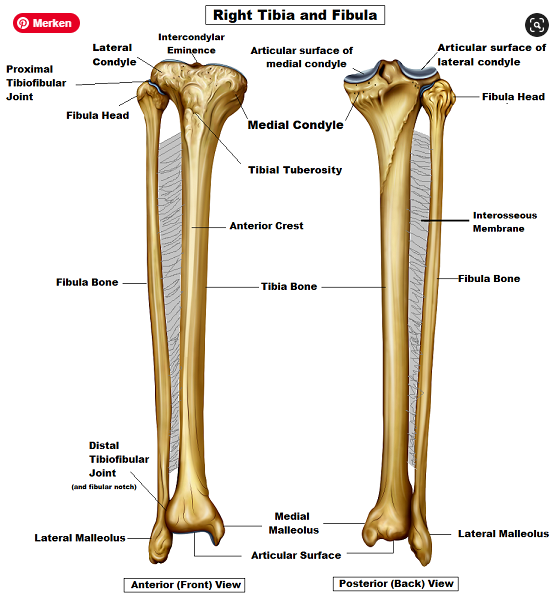 Merken
Right Tibia and Fibula
Intercondylar
Eminence
Lateral
Condyle
Proximal
Tibiofibular
Joint
Fibula Head
Articular surface of
medial condyle
Articular surface of
lateral condyle
Fibula Head
Medial Condyle
Tibial Tuberosity
Anterior Crest
Interosseous
Membrane
Fibula Bone
Tibia Bone
Fibula Bone
Distal
Tibiofibular
Joint
(and fibular notch)
Lateral Malleolus
Medial
Malleolus
Lateral Malleolus
Articular Surface
Anterior (Front) View
Posterior (Back) View